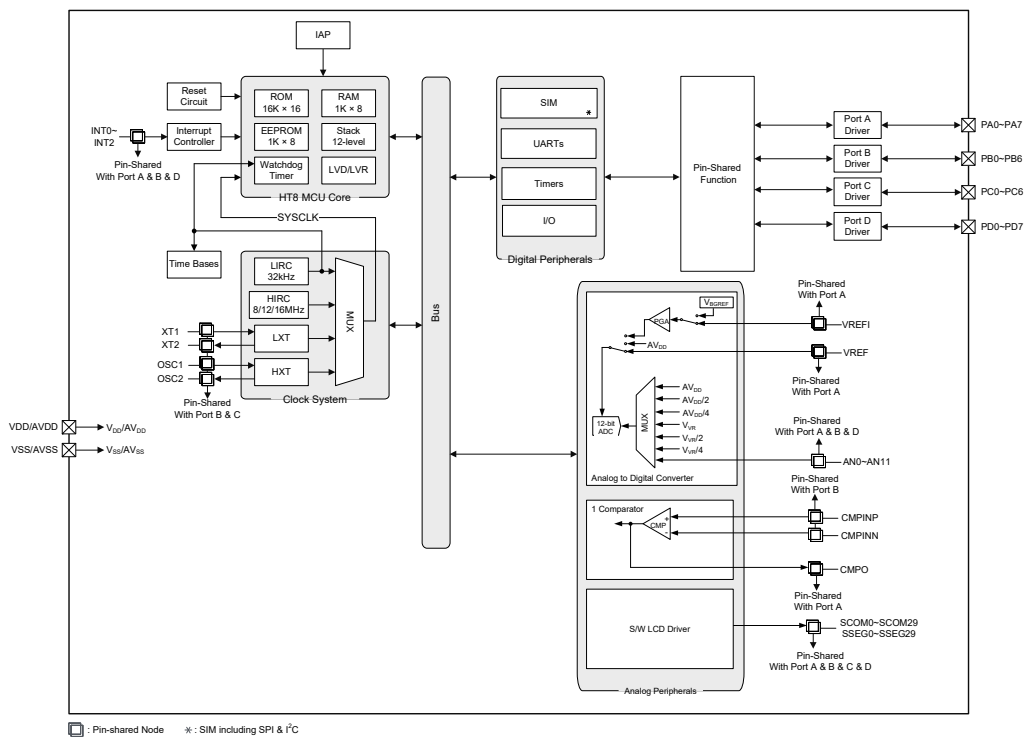 IAP
Reset
Circuit
ROM
16K × 16
RAM
1K × 8
INT0~
INT2
Interrupt
Controller
EEPROM
1K × 8
Stack
12-level
Pin-Shared
With Port A & B & D
Watchdog
Timer
LVD/LVR
HT8 MCU Core
SYSCLK
Time Bases
LIRC
32kHz
HIRC
8/12/16MHz
MUX
XT1
XT2
LXT
OSC1
OSC2
HXT
Pin-Shared
With Port B & C
Clock System
VDD/AVDD
VDD/AVDD
VSS/AVSS
VSS/AVSS
Bus
SIM
*
UARTs
Timers
I/O
Digital Peripherals
Pin-Shared
Function
Port A
Driver
PA0~PA7
Port B
Driver
PB0~PB6
Port C
Driver
PC0~PC6
Port D
Driver
PD0~PD7
Pin-Shared
With Port A
VBGREF
PGA
VREFI
AVDD
VREF
Pin-Shared
With Port A
12-bit
ADC
MUX
AVDD
AVDD/2
AVDD/4
VVR
VVR/2
VVR/4
Pin-Shared
With Port A & B & D
AN0~AN11
Analog to Digital Converter
Pin-Shared
With Port B
1 Comparator
+
CMP
-
CMPINP
CMPINN
CMPO
Pin-Shared
With Port A
S/W LCD Driver
SCOM0~SCOM29
SSEG0~SSEG29
Pin-Shared
With Port A & B & C & D
Analog Peripherals
: Pin-shared Node
* : SIM including SPI & I²C